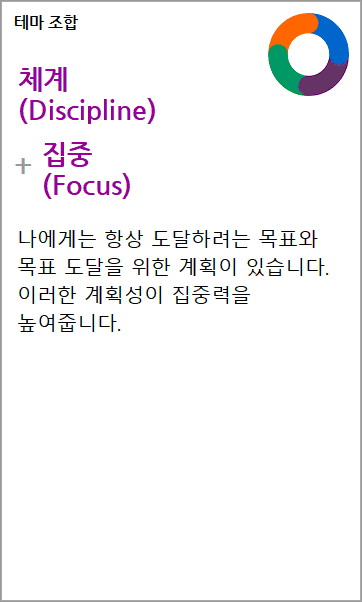 테마 조합
체계
(Discipline)
+ 집중
(Focus)
나에게는 항상 도달하려는 목표와
목표 도달을 위한 계획이 있습니다.
이러한 계획성이 집중력을
높여줍니다.